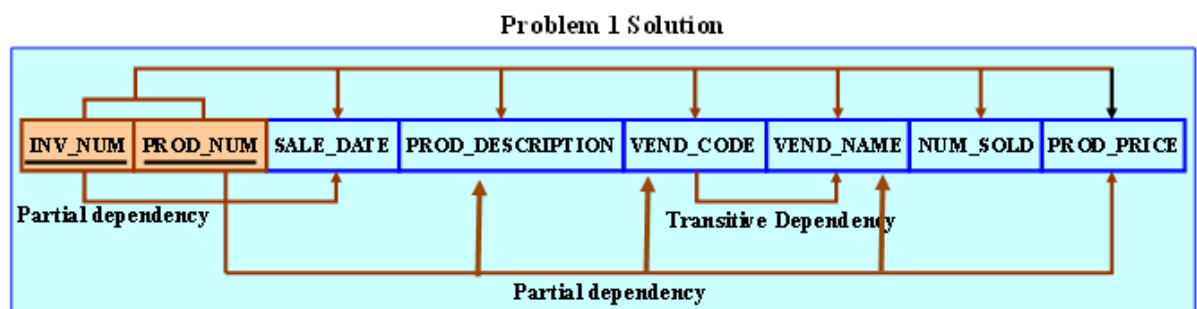 Problem 1 Solution
INV_NUM PROD_NUM SALE_DATE PROD_DESCRIPTION VEND_CODE VEND_NAME NUM_SOLD PROD_PRICE
Partial dependency
Transitive Dependency
Partial dependency